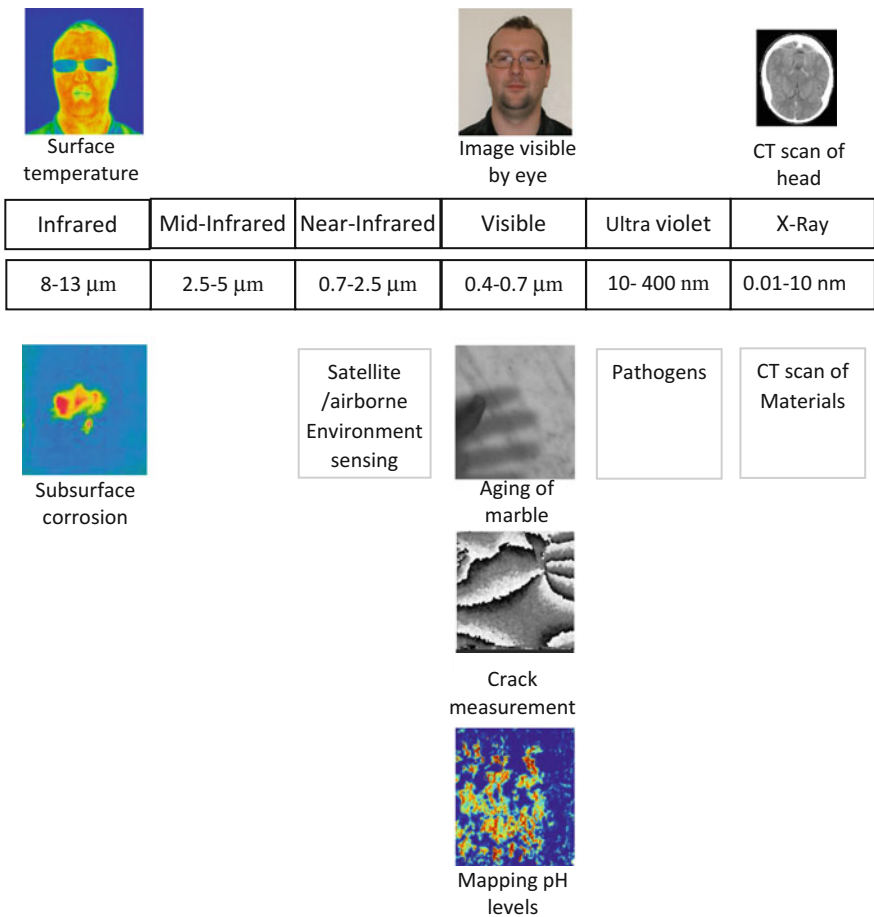 Surface
temperature
Image visible
by eye
CT scan of
head
Infrared
Mid-Infrared
Near-Infrared
Visible
Ultra violet
X-Ray
8-13 μm
2.5-5 μm
0.7-2.5 μm
0.4-0.7 μm
10- 400 nm
0.01-10 nm
Subsurface
corrosion
Satellite
/airborne
Environment
sensing
Aging of
marble
Pathogens
CT scan of
Materials
Crack
measurement
Mapping pH
levels